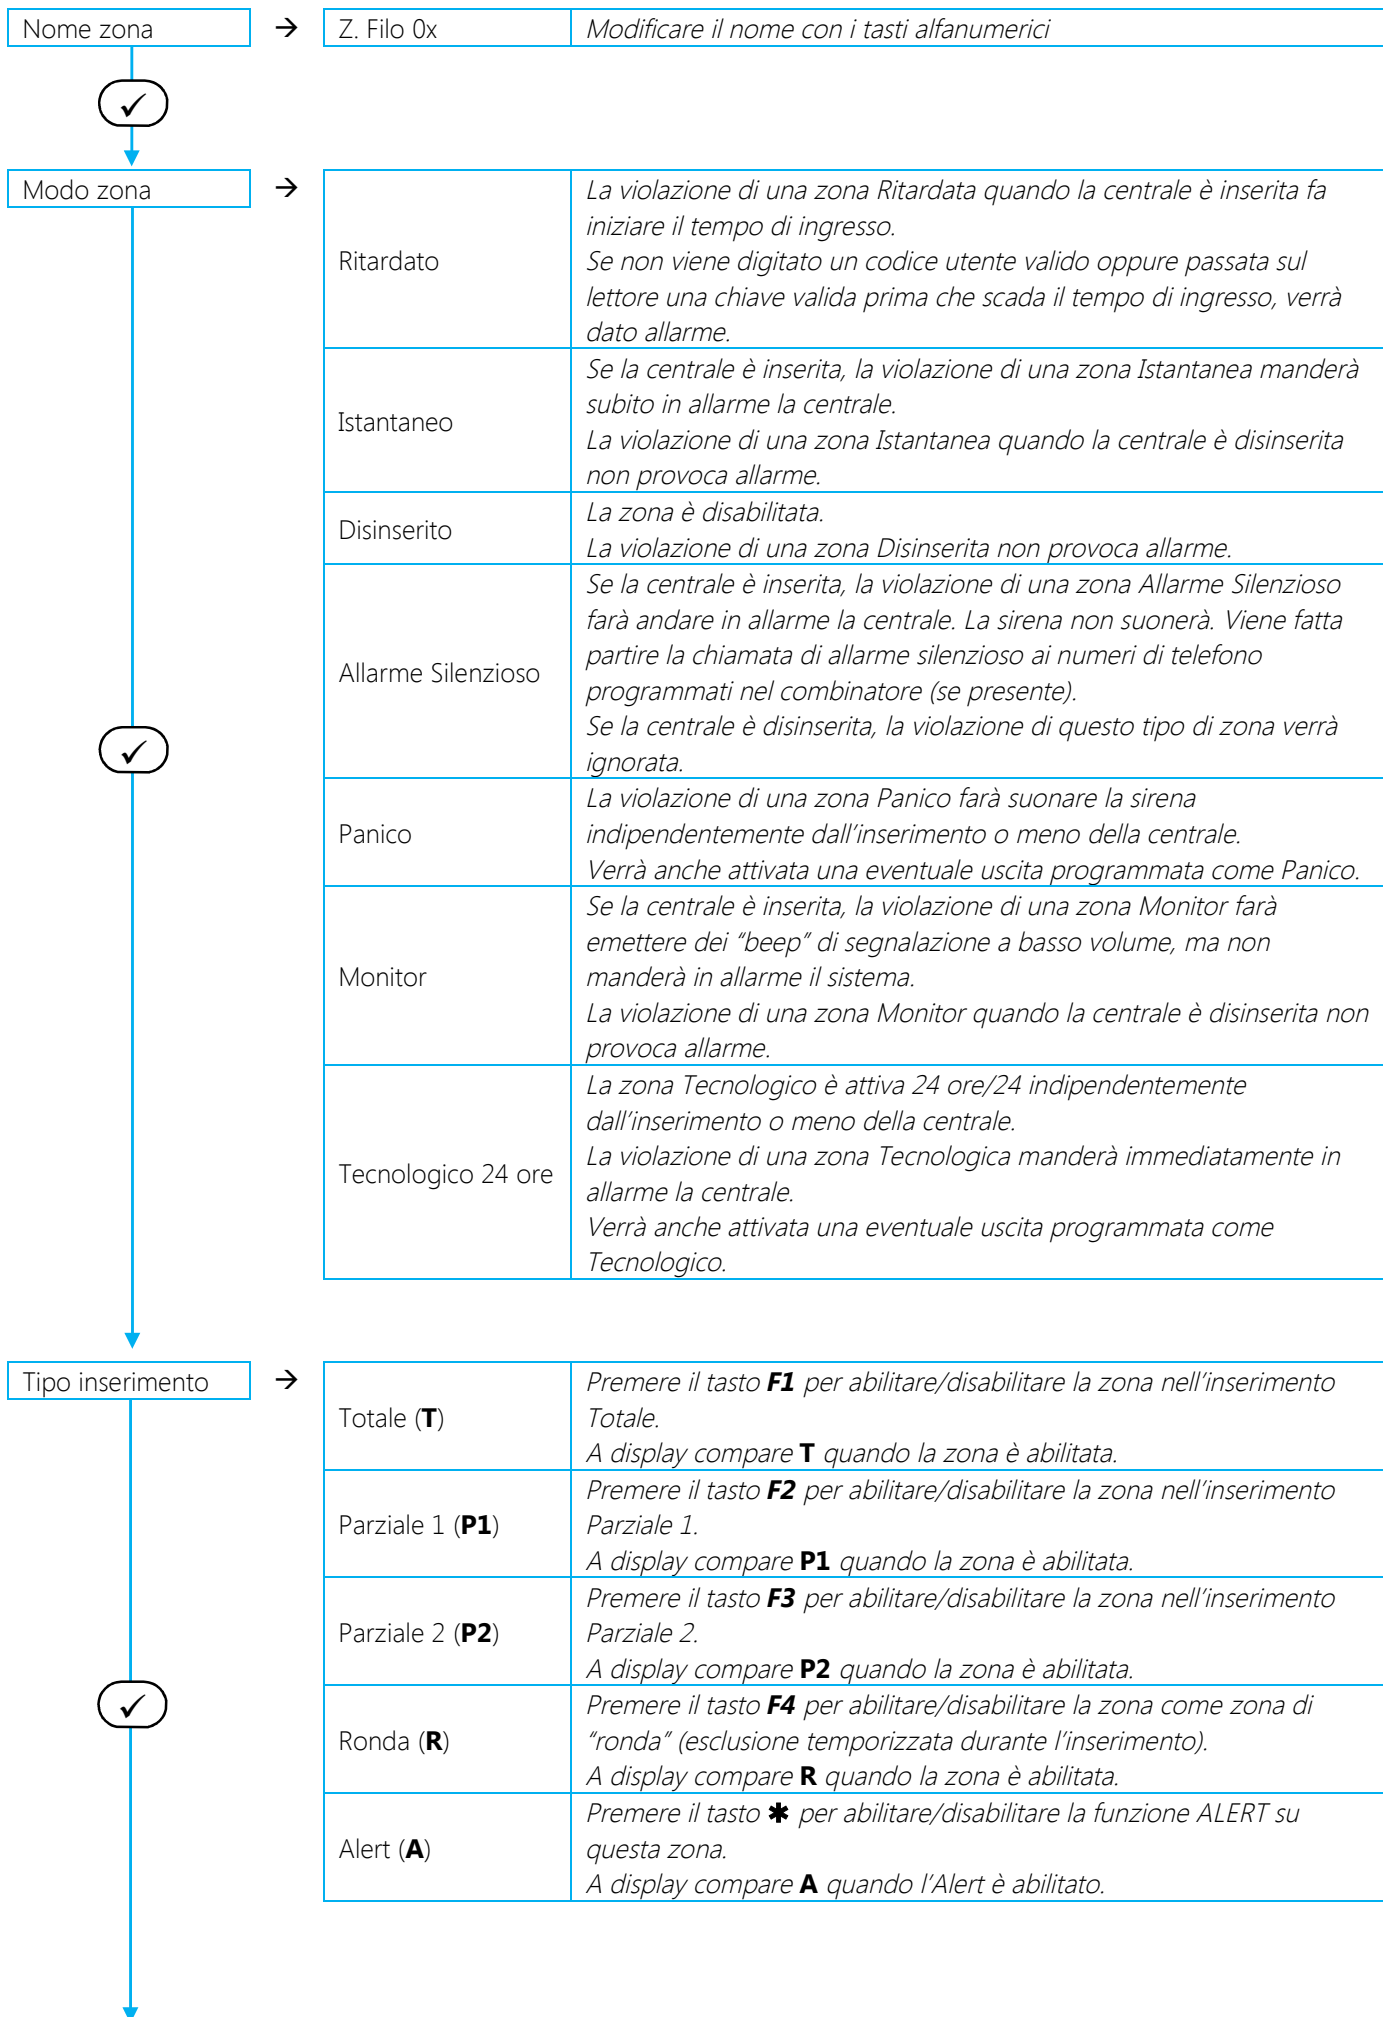 Nome zona → Z. Filo 0x Modificare il nome con i tasti alfanumerici
✓
Modo zona →
Ritardato
La violazione di una zona Ritardata quando la centrale è inserita fa
iniziare il tempo di ingresso.
Se non viene digitato un codice utente valido oppure passata sul
lettore una chiave valida prima che scada il tempo di ingresso, verrà
dato allarme.
Istantaneo
Se la centrale è inserita, la violazione di una zona Istantanea manderà
subito in allarme la centrale.
La violazione di una zona Istantanea quando la centrale è disinserita
non provoca allarme.
Disinserito
La zona è disabilitata.
La violazione di una zona Disinserita non provoca allarme.
Allarme Silenzioso
Se la centrale è inserita, la violazione di una zona Allarme Silenzioso
farà andare in allarme la centrale. La sirena non suonerà. Viene fatta
partire la chiamata di allarme silenzioso ai numeri di telefono
programmati nel combinatore (se presente).
Se la centrale è disinserita, la violazione di questo tipo di zona verrà
ignorata.
✓
Panico
La violazione di una zona Panico farà suonare la sirena
indipendentemente dall’inserimento o meno della centrale.
Verrà anche attivata una eventuale uscita programmata come Panico.
Monitor
Se la centrale è inserita, la violazione di una zona Monitor farà
emettere dei “beep” di segnalazione a basso volume, ma non
manderà in allarme il sistema.
La violazione di una zona Monitor quando la centrale è disinserita non
provoca allarme.
Tecnologico 24 ore
La zona Tecnologico è attiva 24 ore/24 indipendentemente
dall’inserimento o meno della centrale.
La violazione di una zona Tecnologica manderà immediatamente in
allarme la centrale.
Verrà anche attivata una eventuale uscita programmata come
Tecnologico.
Tipo inserimento →
Totale (T)
Premere il tasto F1 per abilitare/disabilitare la zona nell’inserimento
Totale.
A display compare T quando la zona è abilitata.
Parziale 1 (P1)
Premere il tasto F2 per abilitare/disabilitare la zona nell’inserimento
Parziale 1.
A display compare P1 quando la zona è abilitata.
Parziale 2 (P2)
Premere il tasto F3 per abilitare/disabilitare la zona nell’inserimento
Parziale 2.
A display compare P2 quando la zona è abilitata.
✓
Ronda (R)
Premere il tasto F4 per abilitare/disabilitare la zona come zona di
“ronda” (esclusione temporizzata durante l’inserimento).
A display compare R quando la zona è abilitata.
Alert (A)
Premere il tasto ✱ per abilitare/disabilitare la funzione ALERT su
questa zona.
A display compare A quando l’Alert è abilitato.